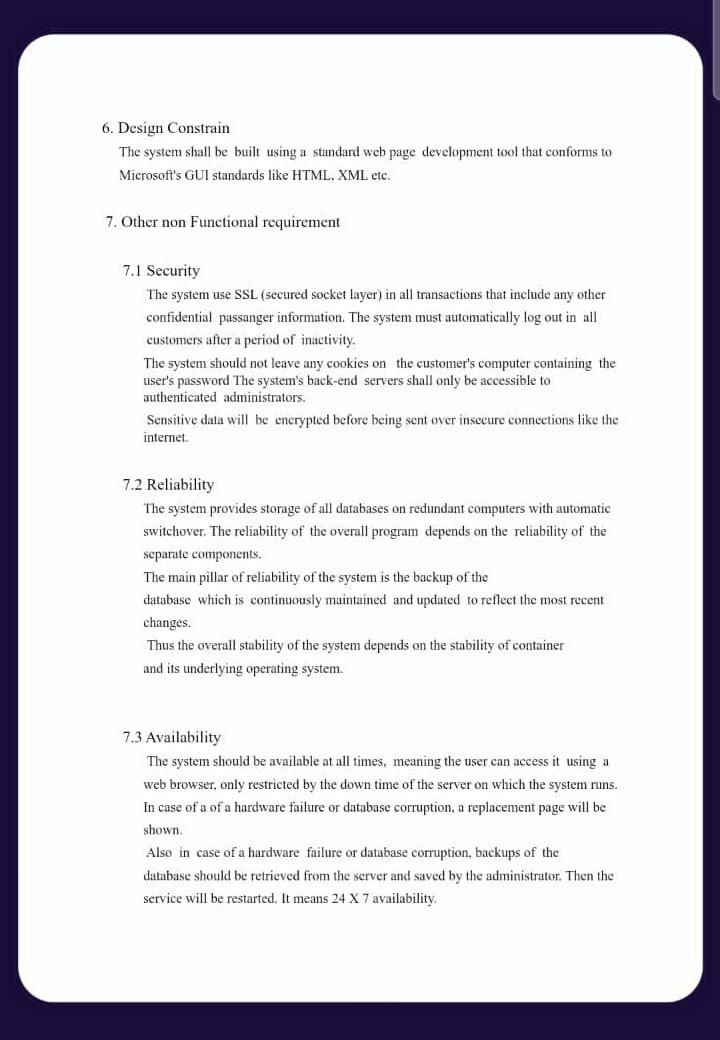 6. Design Constrain
The system shall be built using a standard web page development tool that conforms to
Microsoft's GUI standards like HTML, XML etc.
7. Other non Functional requirement
7.1 Security
The system use SSL (secured socket layer) in all transactions that include any other
confidential passanger information. The system must automatically log out in all
customers after a period of inactivity.
The system should not leave any cookies on the customer's computer containing the
user's password The system's back-end servers shall only be accessible to
authenticated administrators.
Sensitive data will be encrypted before being sent over insecure connections like the
internet.
7.2 Reliability
The system provides storage of all databases on redundant computers with automatic
switchover. The reliability of the overall program depends on the reliability of the
separate components.
The main pillar of reliability of the system is the backup of the
database which is continuously maintained and updated to reflect the most recent
changes.
Thus the overall stability of the system depends on the stability of container
and its underlying operating system.
7.3 Availability
The system should be available at all times, meaning the user can access it using a
web browser, only restricted by the down time of the server on which the system runs.
In case of a of a hardware failure or database corruption, a replacement page will be
shown.
Also in case of a hardware failure or database corruption, backups of the
database should be retrieved from the server and saved by the administrator. Then the
service will be restarted. It means 24 X 7 availability.